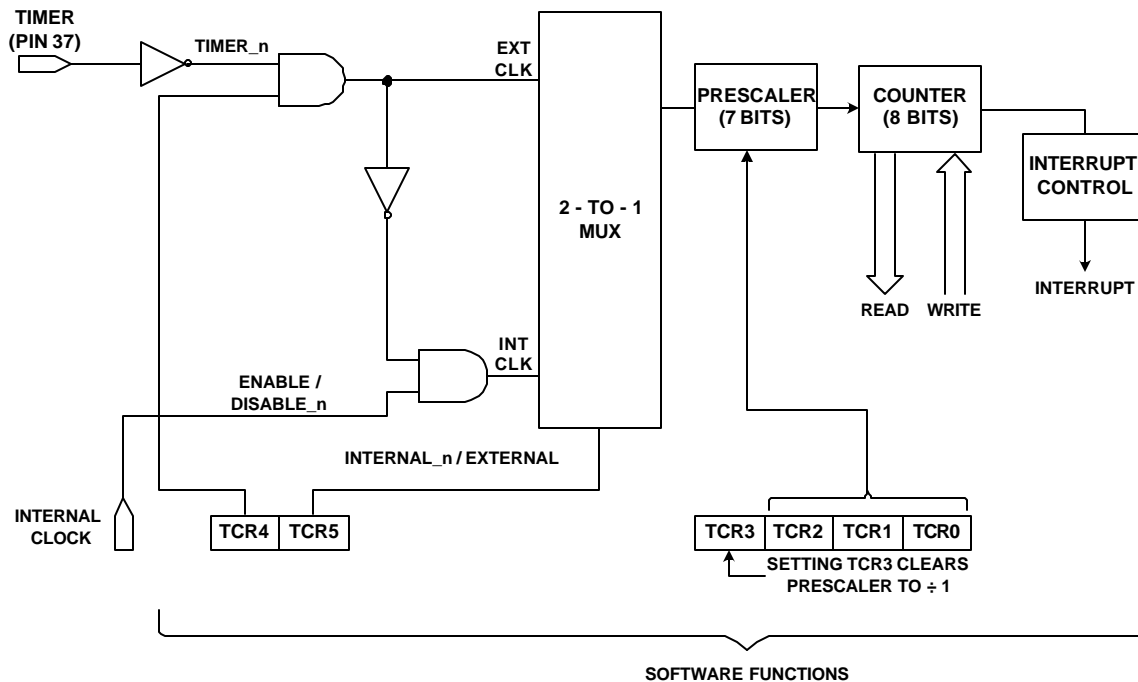 TIMER
(PIN 37)
TIMER_n
EXT
CLK
PRESCALER
(7 BITS)
COUNTER
(8 BITS)
INTERRUPT
CONTROL
2 - TO - 1
MUX
READ
WRITE
INTERRUPT
INT
CLK
ENABLE /
DISABLE_n
INTERNAL_n / EXTERNAL
INTERNAL
CLOCK
TCR4 TCR5
TCR3 TCR2 TCR1 TCR0
SETTING TCR3 CLEARS
PRESCALER TO ÷ 1
SOFTWARE FUNCTIONS